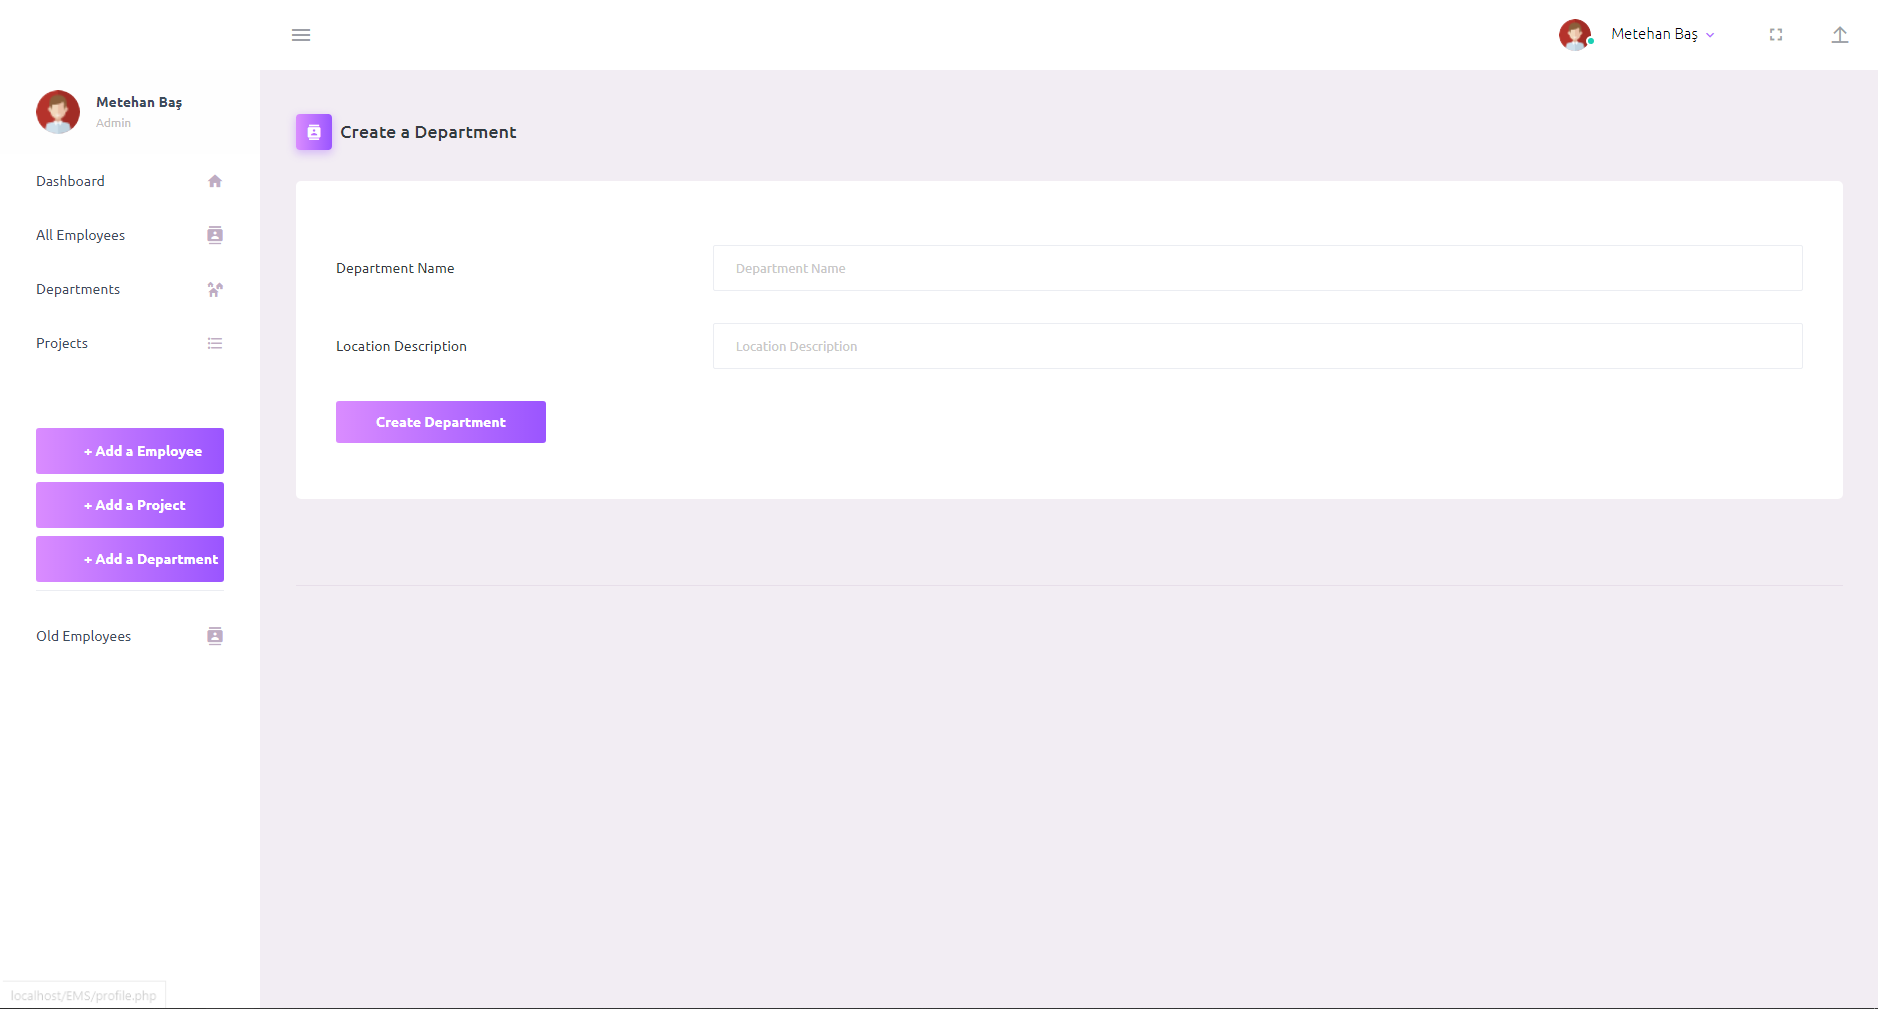 Metehan Baş
Metehan Baş
Admin
Dashboard
All Employees
Departments
Projects
+ Add a Employee
+ Add a Project
+ Add a Department
Old Employees
Create a Department
Department Name
Department Name
Location Description
Location Description
Create Department
localhost/EMS/profile.php